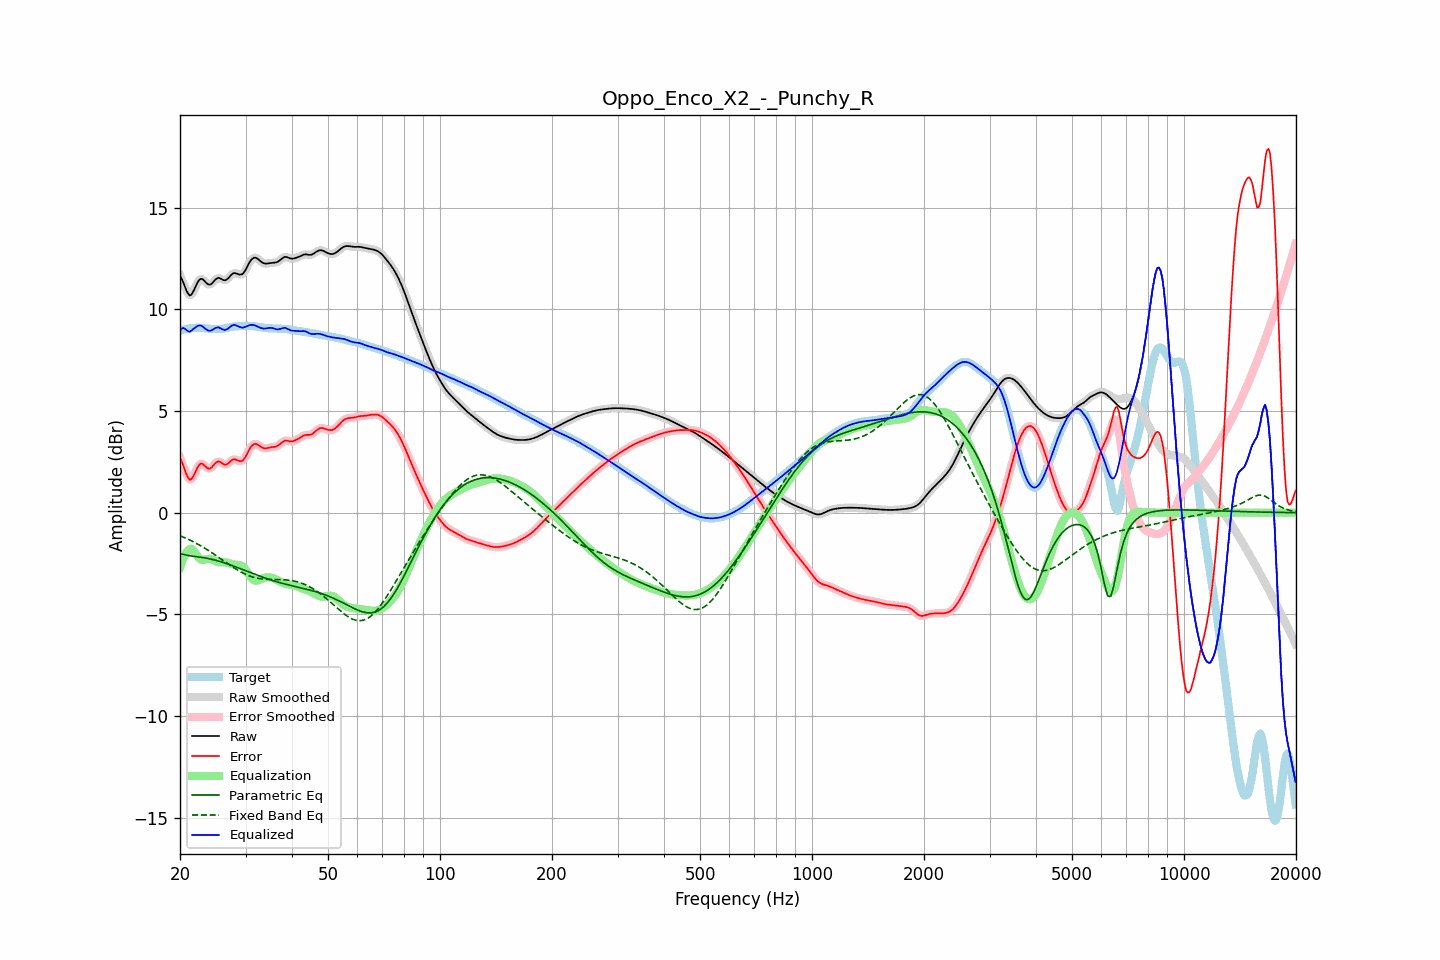 Oppo_Enco_X2_-_Punchy_R
Amplitude (dBr)
15
10
5
0
−5
−10
−15
Target
Raw Smoothed
Error Smoothed
Raw
Error
Equalization
Parametric Eq
Fixed Band Eq
Equalized
20 50 100 200 500 1000 2000 5000 10000 20000
Frequency (Hz)